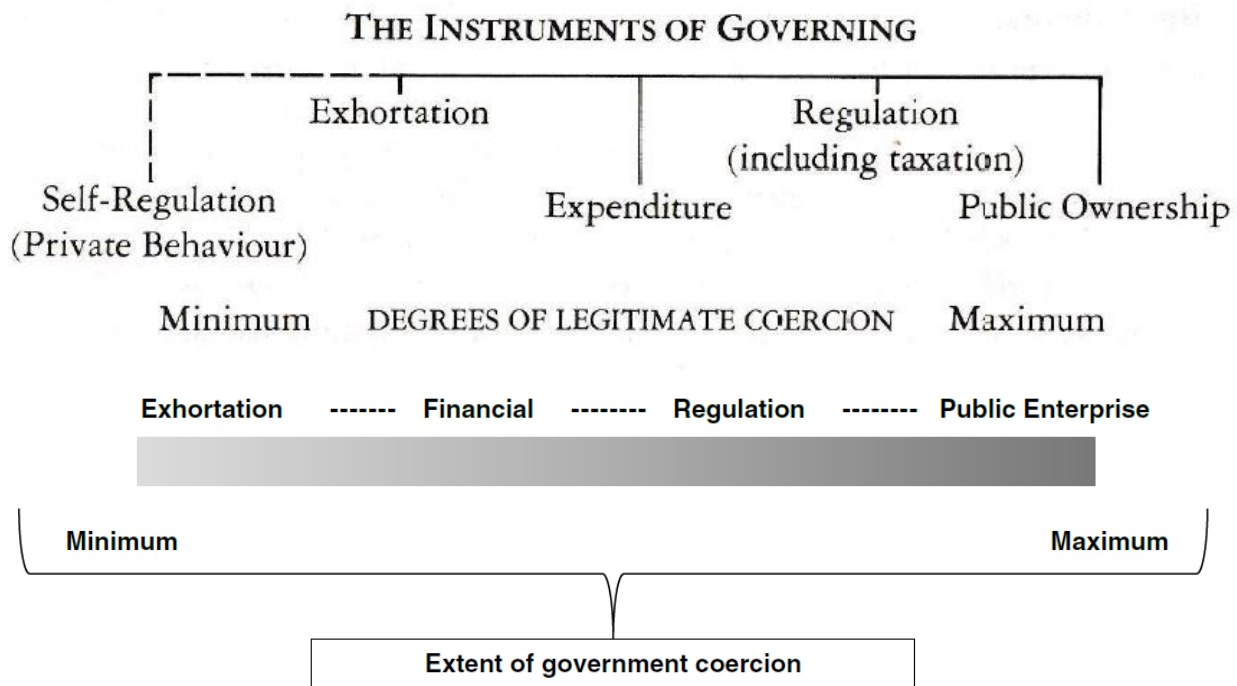 THE INSTRUMENTS OF GOVERNING
Exhortation
Regulation
(including taxation)
Self-Regulation
(Private Behaviour)
Expenditure
Public Ownership
Minimum DEGREES OF LEGITIMATE COERCION Maximum
Exhortation ------- Financial -------- Regulation -------- Public Enterprise
Minimum Maximum
Extent of government coercion